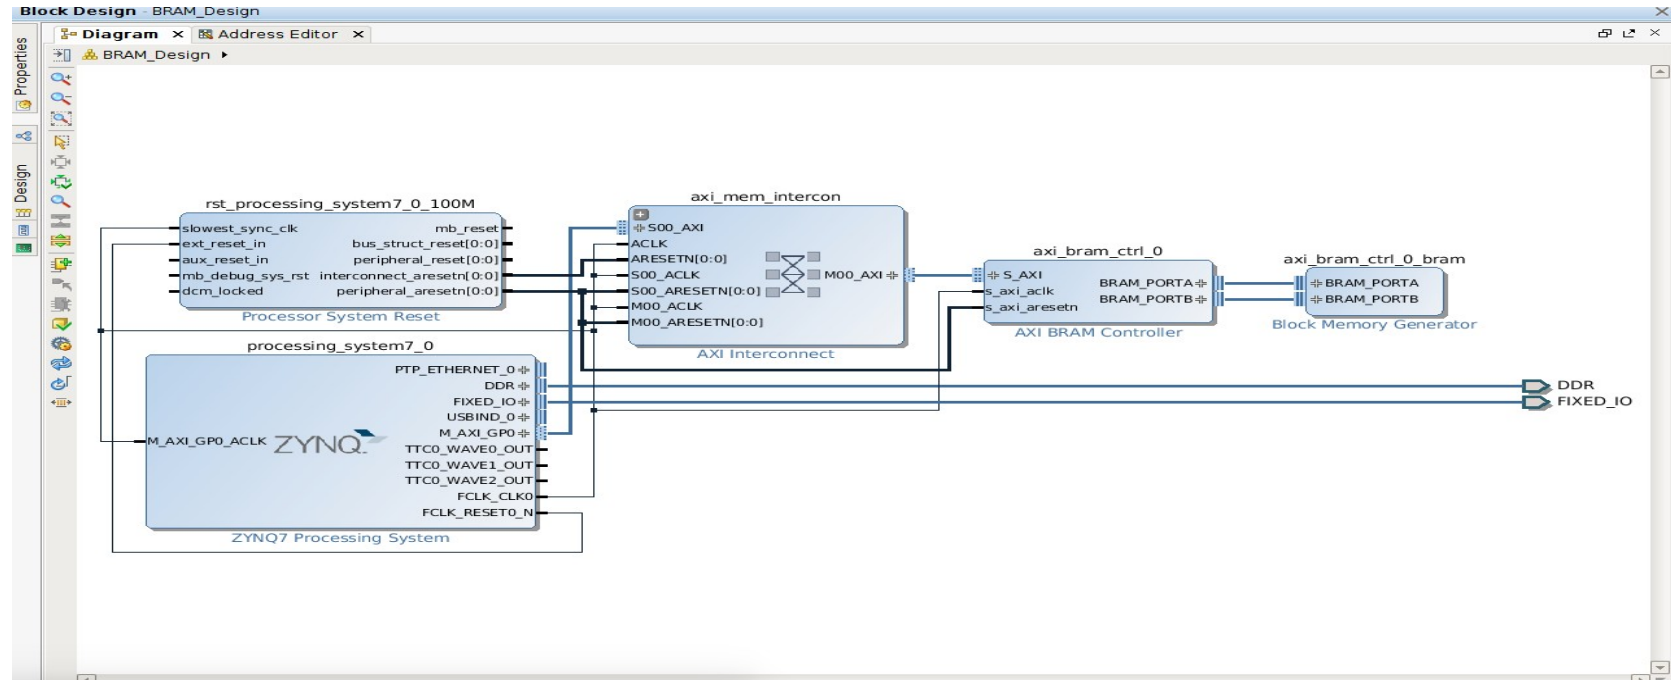 Block Design - BRAM_Design
Properties
Design
Diagram
Address Editor
BRAM_Design
rst_processing_system7_0_100M
slowest_sync_clk
ext_reset_in
aux_reset_in
mb_debug_sys_rst
dcm_locked
mb_reset
bus_struct_reset[0:0]
peripheral_reset[0:0]
interconnect_aresetn[0:0]
peripheral_aresetn[0:0]
Processor System Reset
processing_system7_0
M_AXI_GP0_ACLK
ZYNQ
PTP_ETHERNET_0
DDR
FIXED_IO
USBIND_0
M_AXI_GP0
TTC0_WAVE0_OUT
TTC0_WAVE1_OUT
TTC0_WAVE2_OUT
FCLK_CLK0
FCLK_RESET0_N
ZYNQ7 Processing System
axi_mem_intercon
S00_AXI
ACLK
ARESETN[0:0]
S00_ACLK
S00_ARESETN[0:0]
M00_ACLK
M00_ARESETN[0:0]
M00_AXI
AXI Interconnect
axi_bram_ctrl_0
S_AXI
s_axi_aclk
s_axi_aresetn
BRAM_PORTA
BRAM_PORTB
AXI BRAM Controller
axi_bram_ctrl_0_bram
BRAM_PORTA
BRAM_PORTB
Block Memory Generator
DDR
FIXED_IO